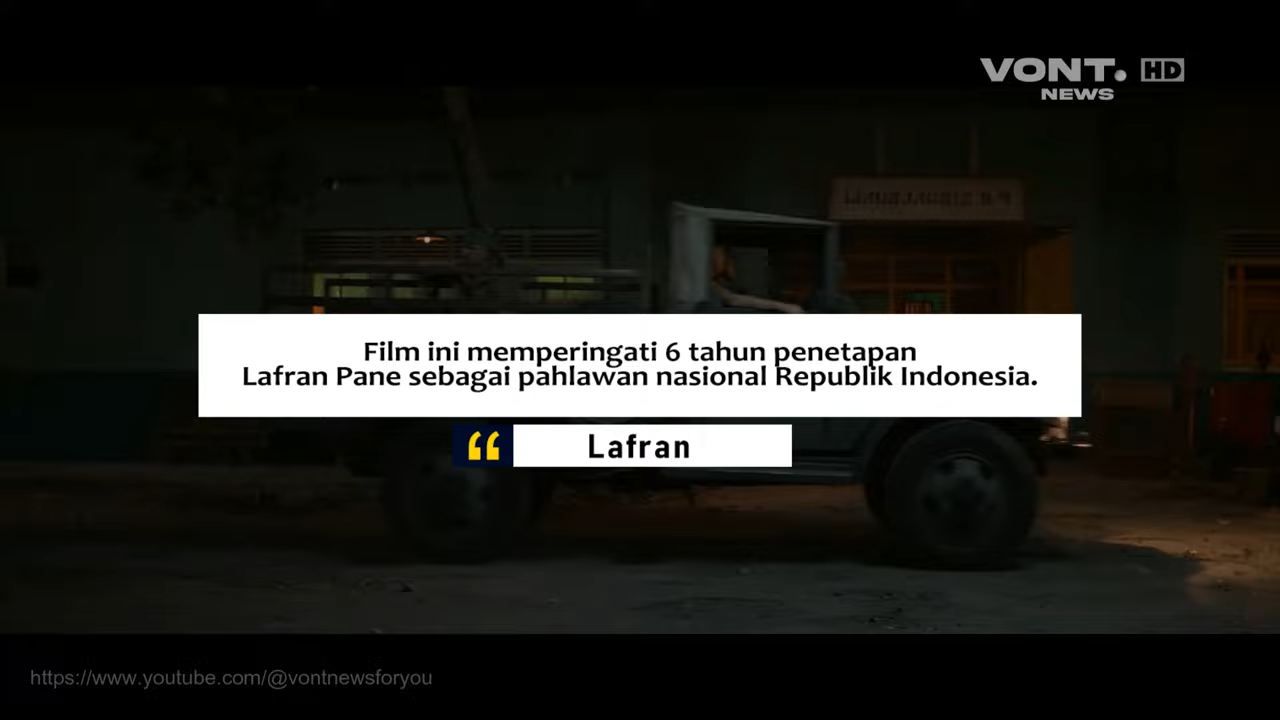 VONT. HD
NEWS
Film ini memperingati 6 tahun penetapan
Lafran Pane sebagai pahlawan nasional Republik Indonesia.
“ Lafran
https://www.youtube.com/@vontnewsforyou